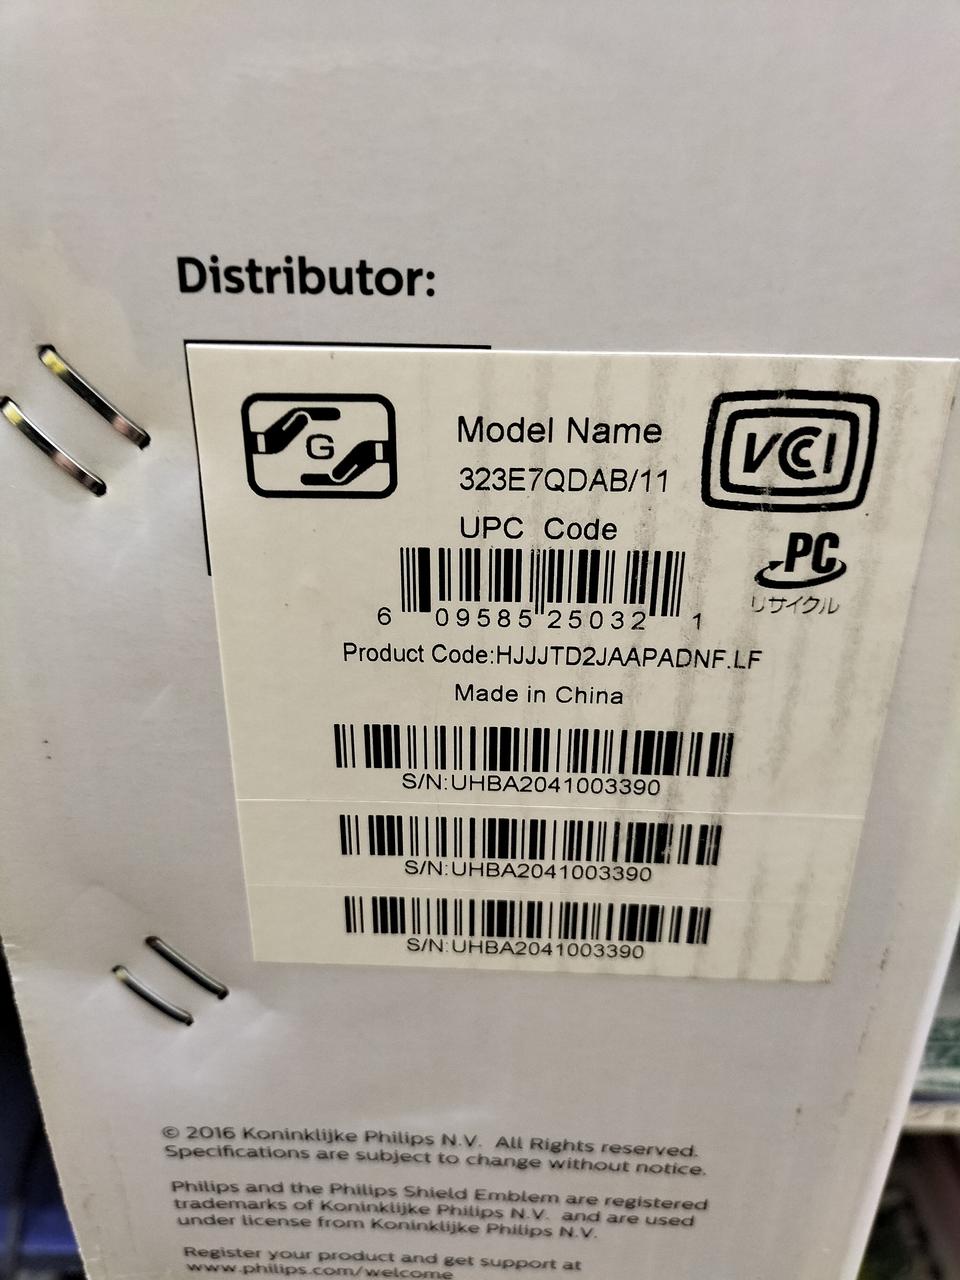 Distributor:
G
Model Name
323E7QDAB/11
UPC Code
6 09585 25032 1
VCCI
PC
リサイクル
Product Code:HJJJTD2JAAPADNF.LF
Made in China
S/N:UHBA2041003390
S/N:UHBA2041003390
S/N:UHBA2041003390
© 2016 Koninklijke Philips N.V. All Rights reserved.
Specifications are subject to change without notice.
Philips and the Philips Shield Emblem are registered
trademarks of Koninklijke Philips N.V. and are used
under license from Koninklijke Philips N.V.
Register your product and get support at
www.philips.com/welcome